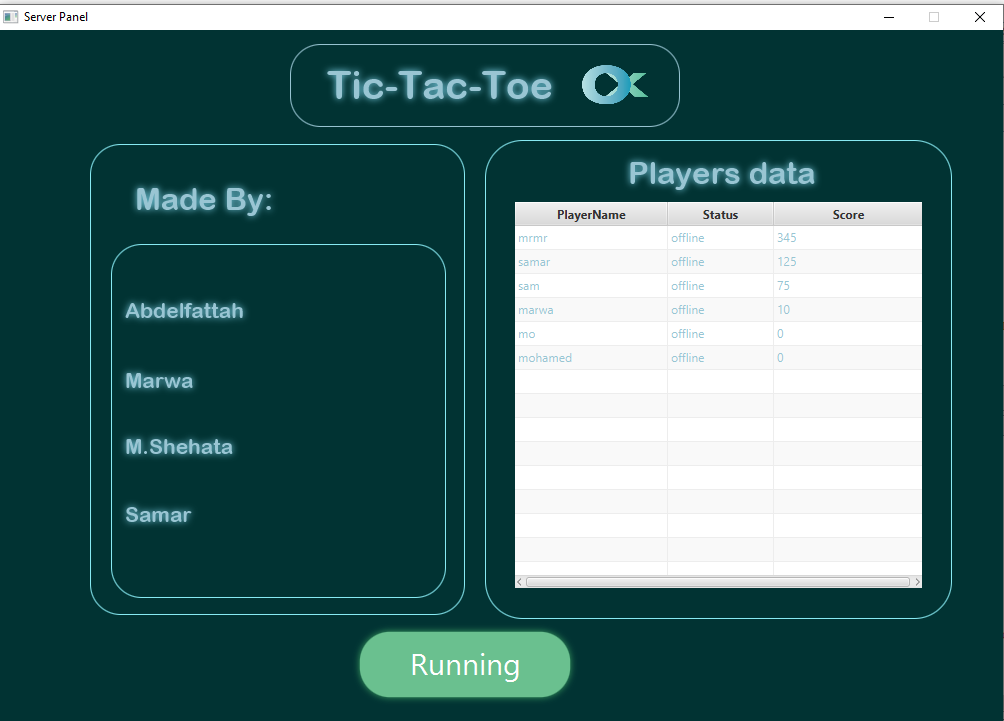 Server Panel
Tic-Tac-Toe
Made By:
Abdelfattah
Marwa
M.Shehata
Samar
Players data
PlayerName Status Score
mrmr offline 345
samar offline 125
sam offline 75
marwa offline 10
mo offline 0
mohamed offline 0
Running